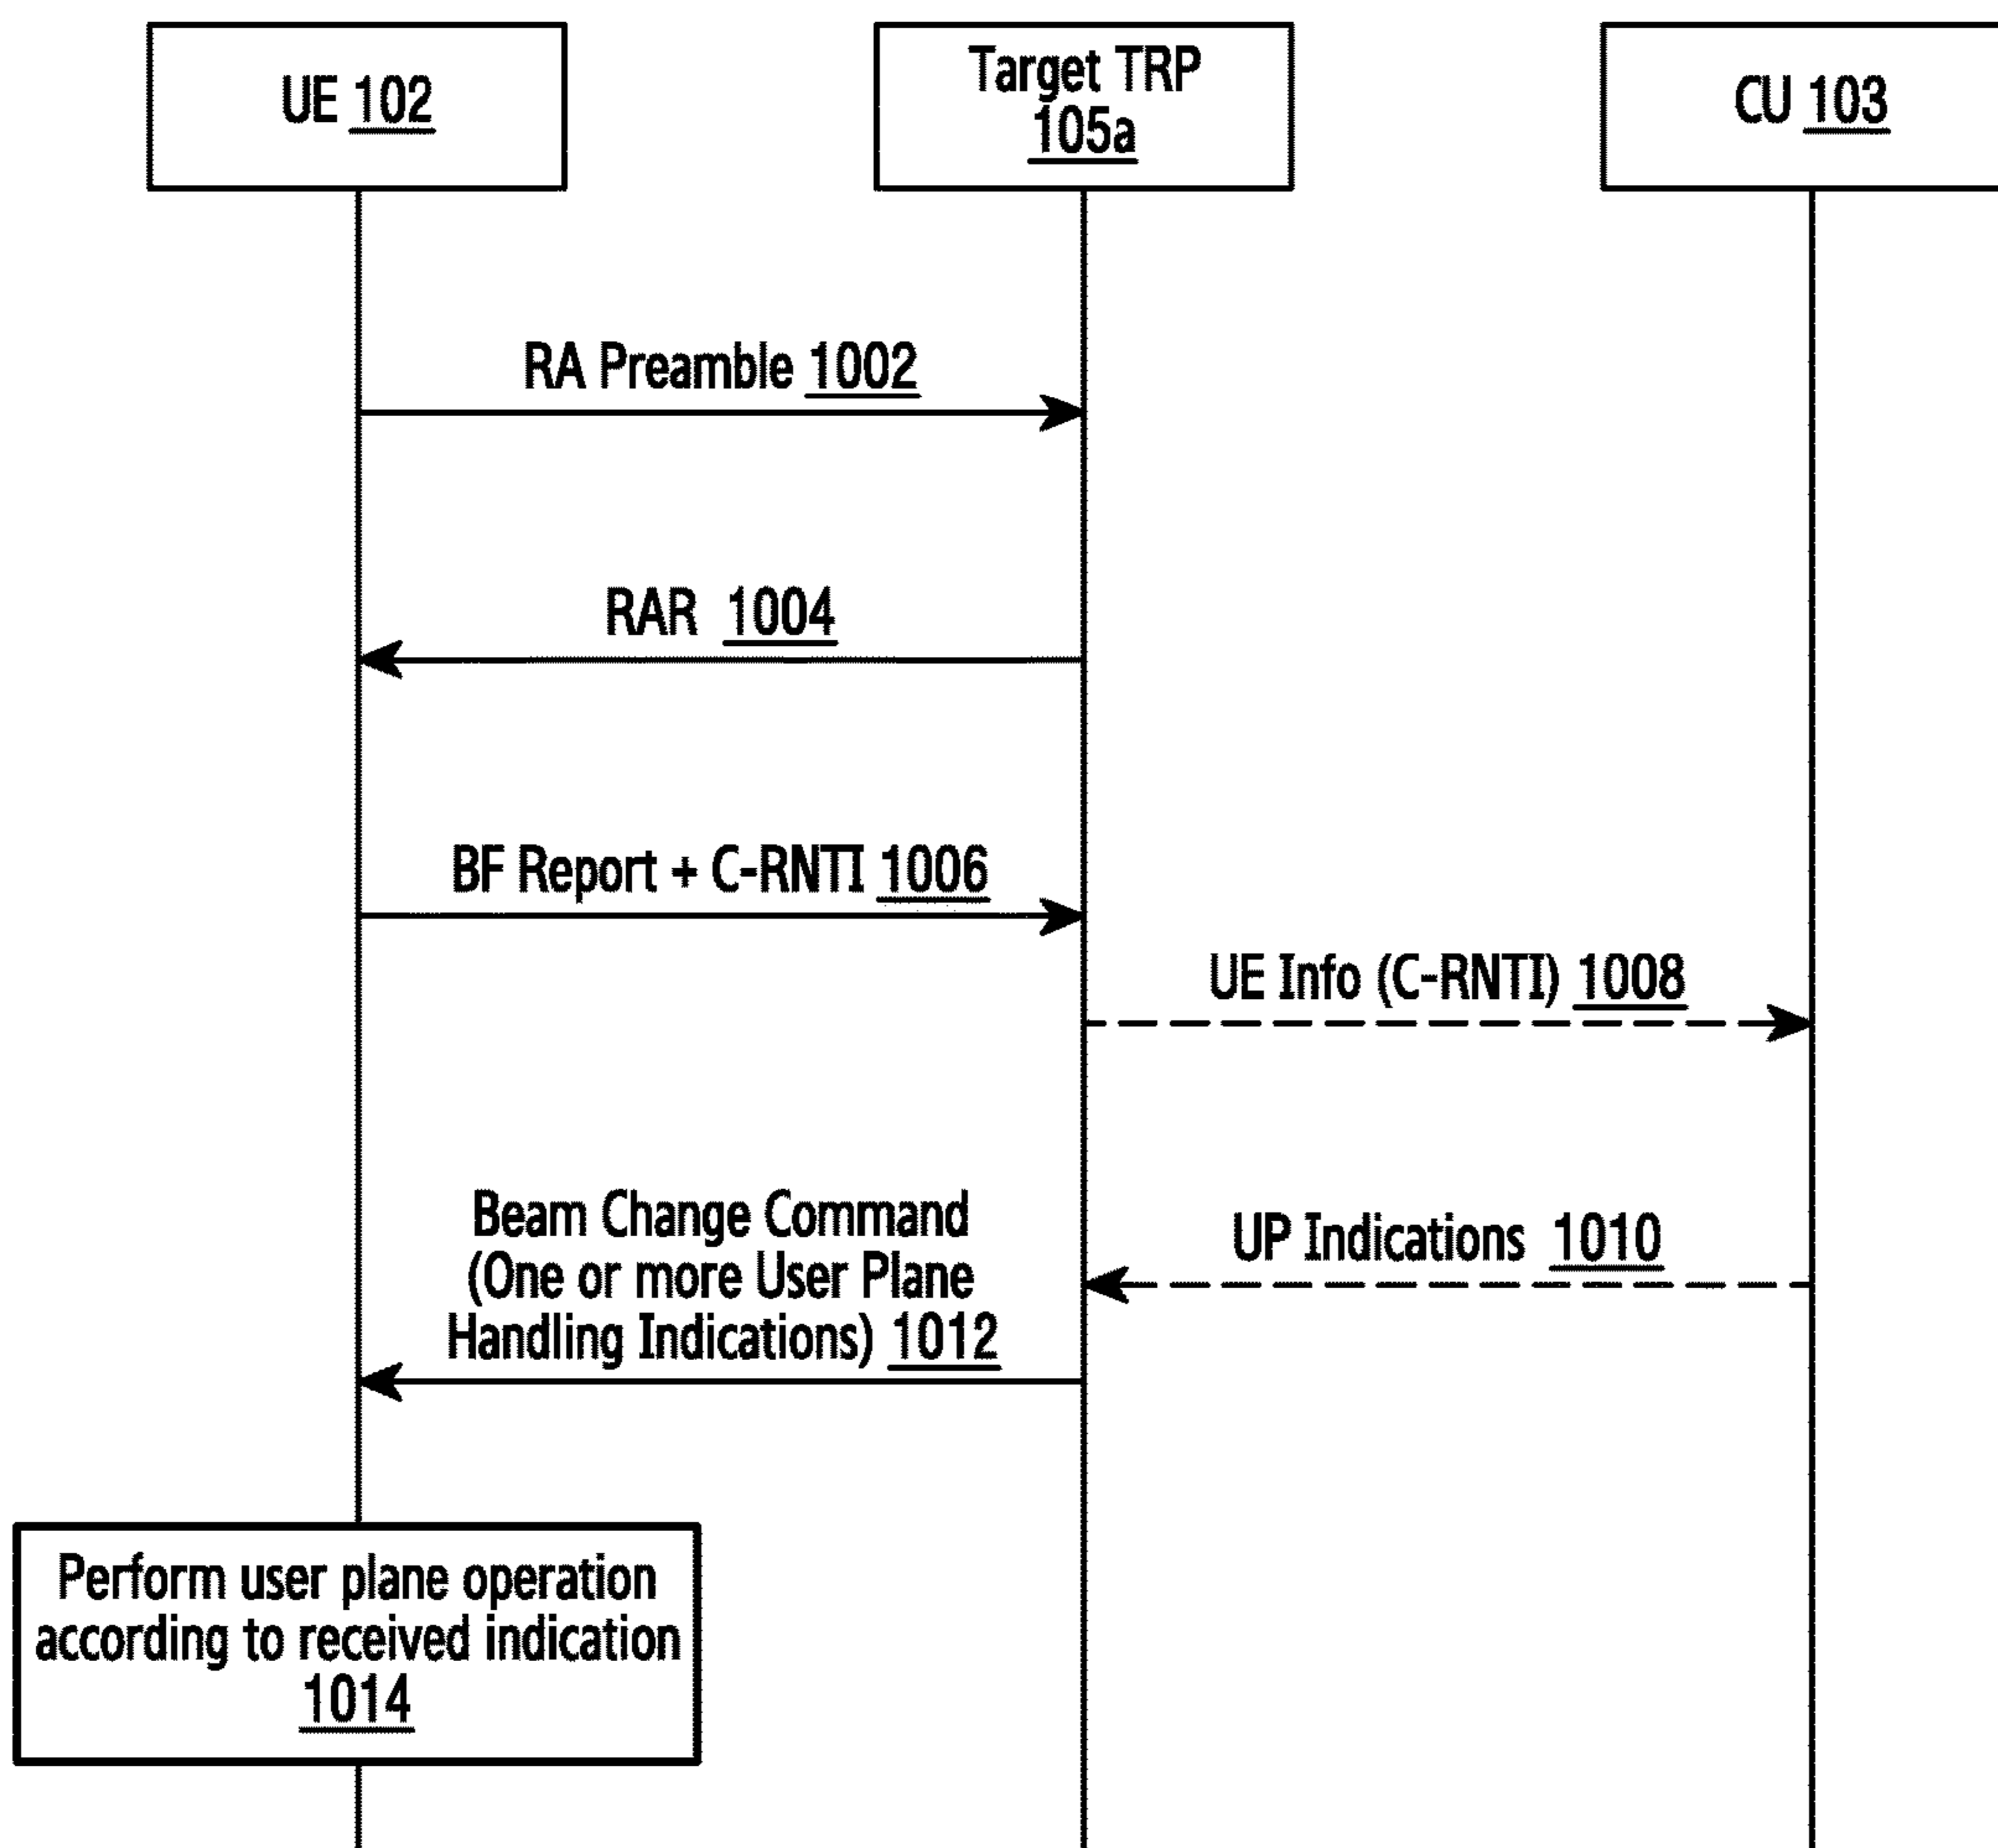 UE 102
Target TRP
105a
CU 103
RA Preamble 1002
RAR 1004
BF Report + C-RNTI 1006
UE Info (C-RNTI) 1008
Beam Change Command
(One or more User Plane
Handling Indications) 1012
UP Indications 1010
Perform user plane operation
according to received indication
1014